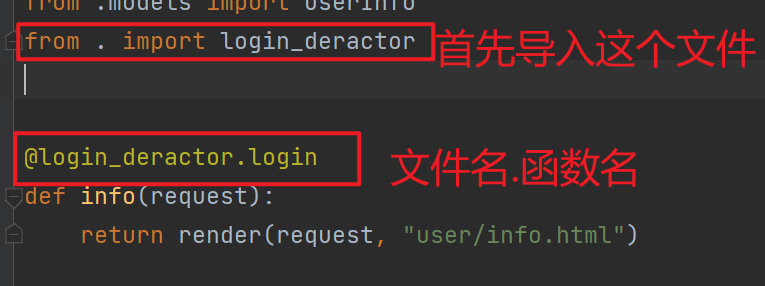 from .models import UserInfo
from . import login_deractor 首先导入这个文件
@login_deractor.login 文件名.函数名
def info(request):
return render(request, "user/info.html")